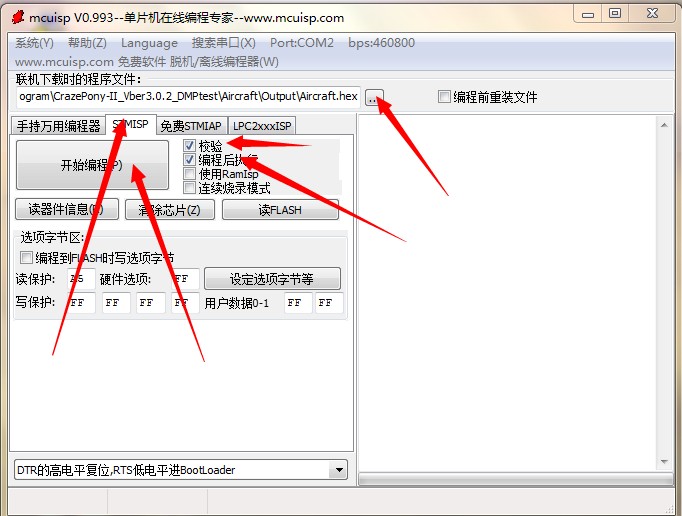 mcuisp V0.993--单片机在线编程专家--www.mcuisp.com
系统(Y) 帮助(Z) Language 搜索串口(X) Port:COM2 bps:460800
www.mcuisp.com 免费软件 脱机/离线编程器(W)
联机下载时的程序文件:
ogram\CrazePony-II_Vber3.0.2_DMPtest\Aircraft\Output\Aircraft.hex ... 编程前重装文件
手持万用编程器 STMISP 免费STMIAP LPC2xxxISP
开始编程(P)
校验
编程后执行
使用RamIsp
连续烧录模式
读器件信息(R) 清除芯片(Z) 读FLASH
选项字节区:
编程到FLASH时写选项字节
读保护: A5 硬件选项: FF 设定选项字节等
写保护: FF FF FF FF 用户数据0-1 FF FF
DTR的高电平复位,RTS低电平进BootLoader